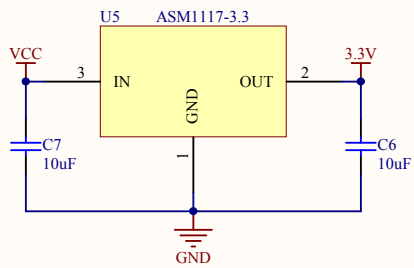 U5 ASM1117-3.3
VCC 3.3V
3 IN OUT 2
GND
1
C7 C6
10uF 10uF
GND